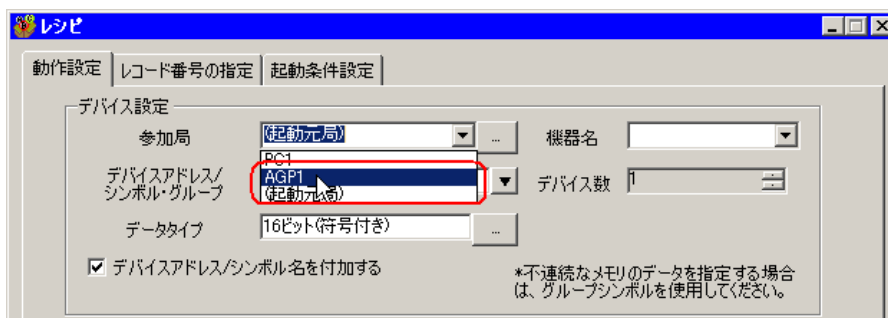 レシピ
動作設定 レコード番号の指定 起動条件設定
デバイス設定
参加局 (起動元局) ... 機器名
PC1
AGP1
(起動元局)
デバイスアドレス/
シンボル・グループ
デバイス数 1
データタイプ 16ビット(符号付き) ...
デバイスアドレス/シンボル名を付加する
*不連続なメモリのデータを指定する場合
は、グループシンボルを使用してください。